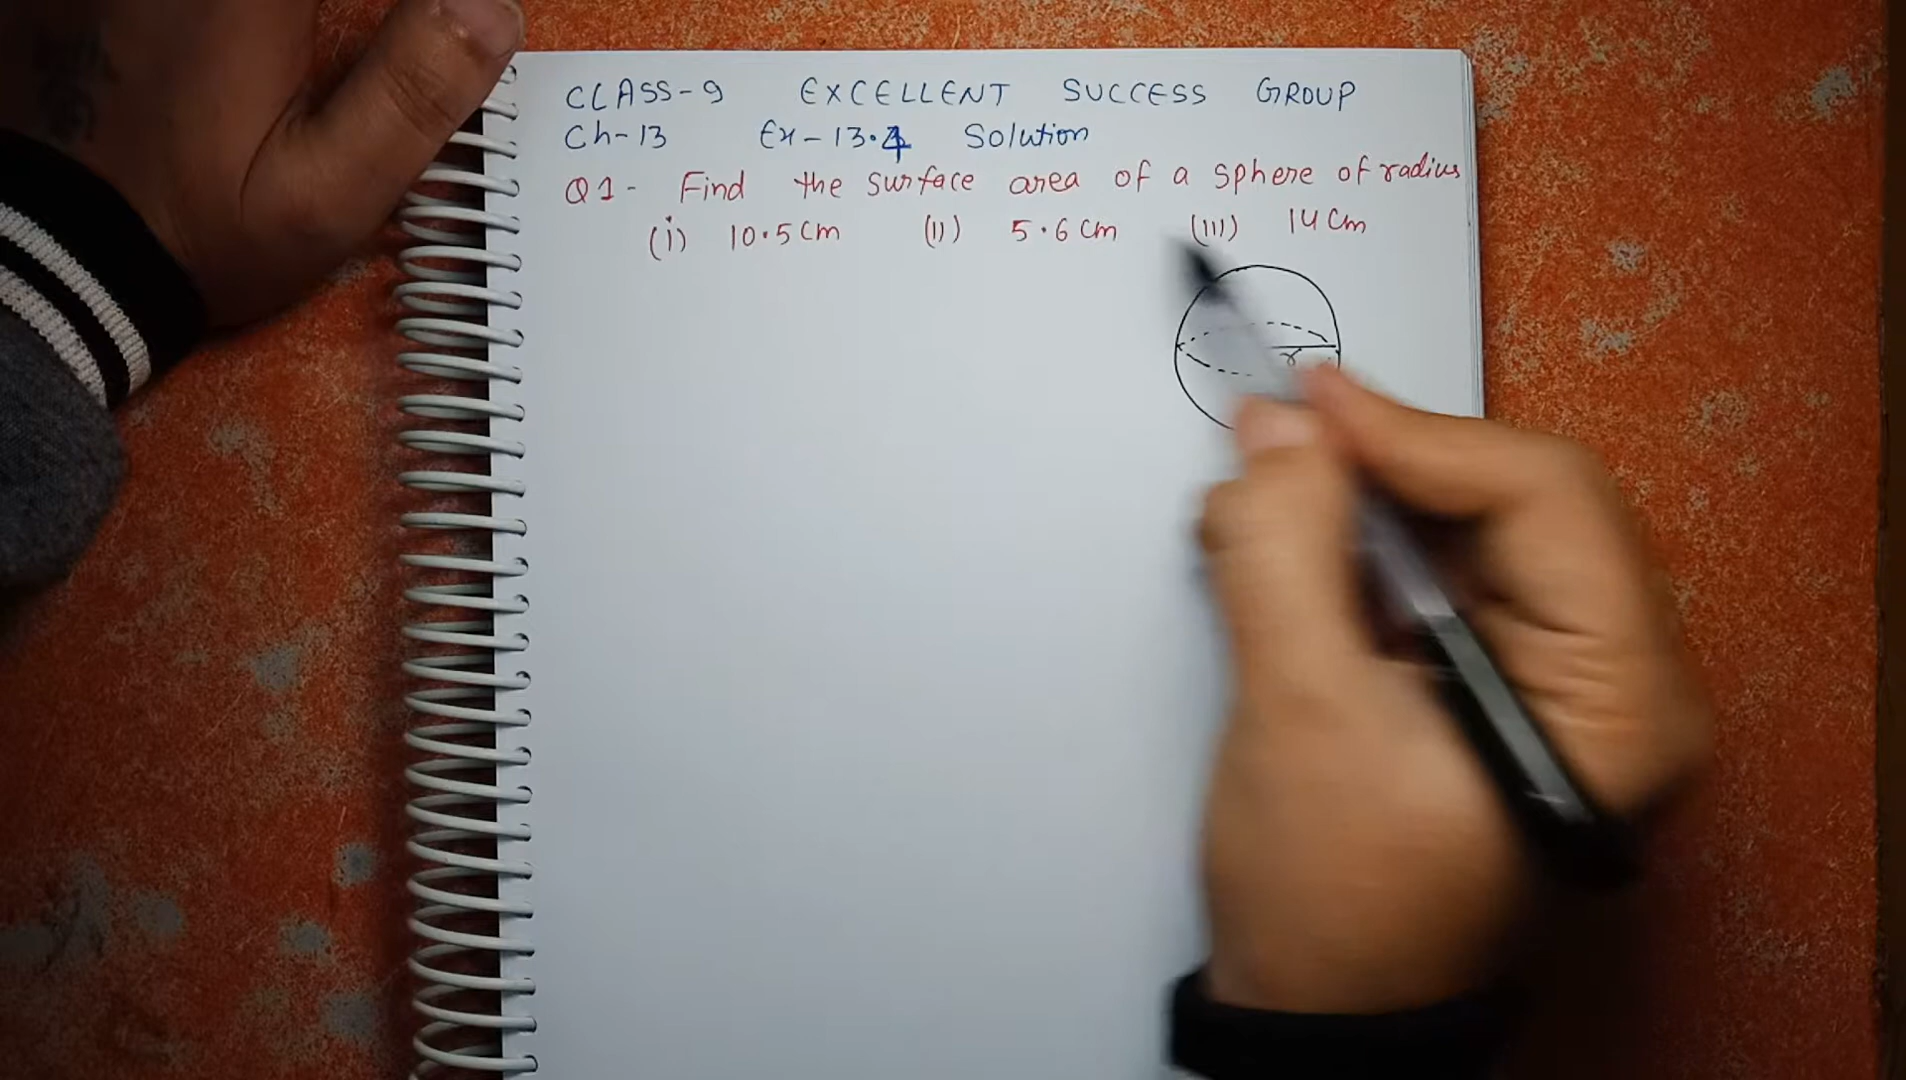 CLASS-9 EXCELLENT SUCCESS GROUP
Ch-13 Ex-13.4 Solution
Q1- Find the surface area of a sphere of radius
(i) 10.5 cm (ii) 5.6 cm (iii) 14 cm
r